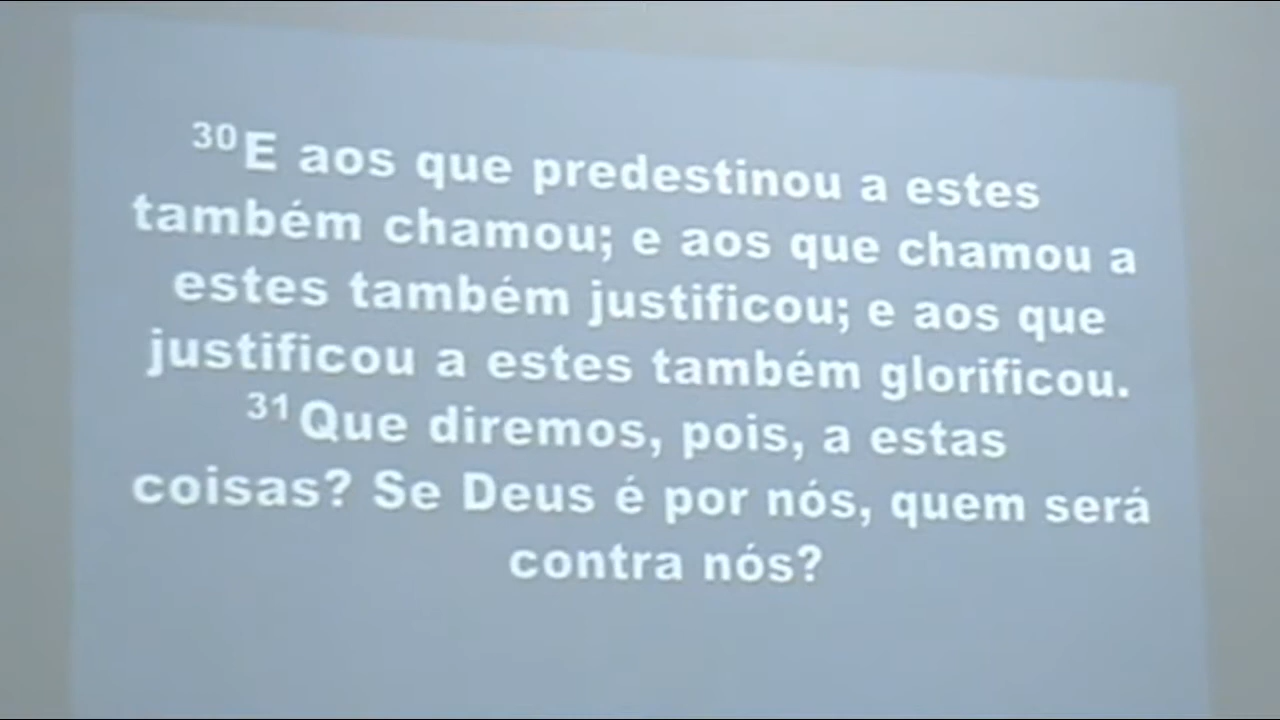 30E aos que predestinou a estes
também chamou; e aos que chamou a
estes também justificou; e aos que
justificou a estes também glorificou.
31Que diremos, pois, a estas
coisas? Se Deus é por nós, quem será
contra nós?